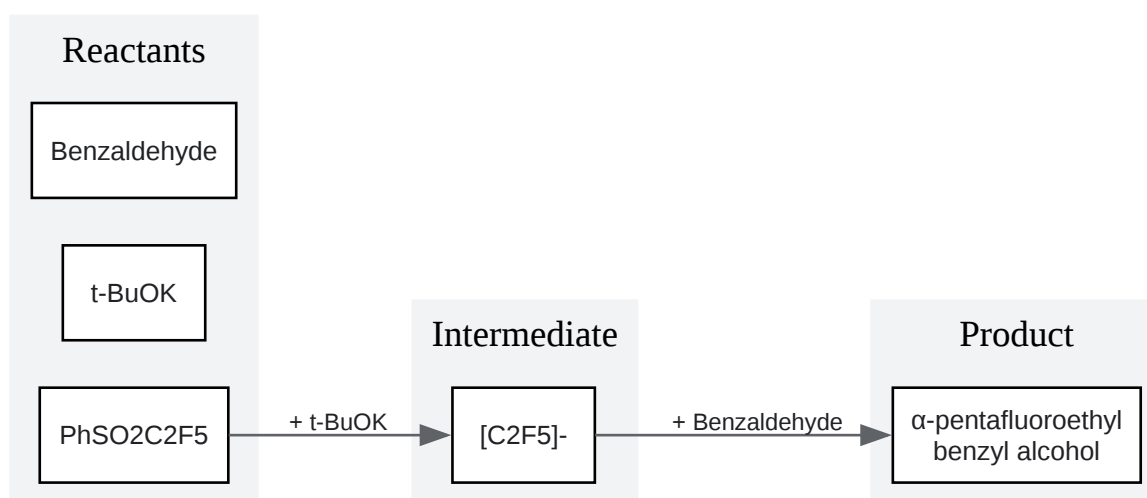 Reactants
Benzaldehyde
t-BuOK
PhSO2C2F5
+ t-BuOK
Intermediate
[C2F5]-
+ Benzaldehyde
Product
α-pentafluoroethyl
benzyl alcohol